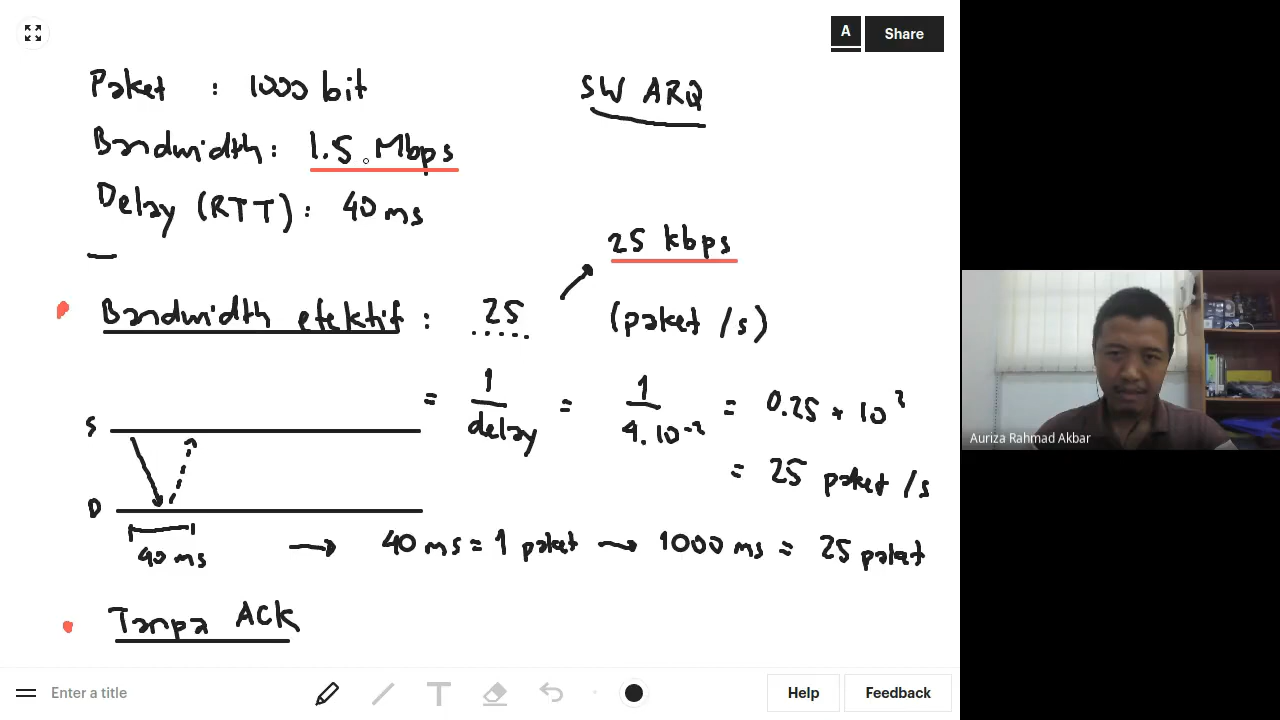 A Share
Paket : 1000 bit
SW ARQ
Bandwidth : 1.5 Mbps
Delay (RTT) : 40 ms
25 kbps
Bandwidth efektif : 25 (paket /s)
= 1/delay = 1/4.10⁻² = 0.25 * 10²
= 25 paket /s
S
D
40 ms → 40 ms = 1 paket → 1000 ms = 25 paket
Tanpa ACK
Auriza Rahmad Akbar
Enter a title
T
Help
Feedback